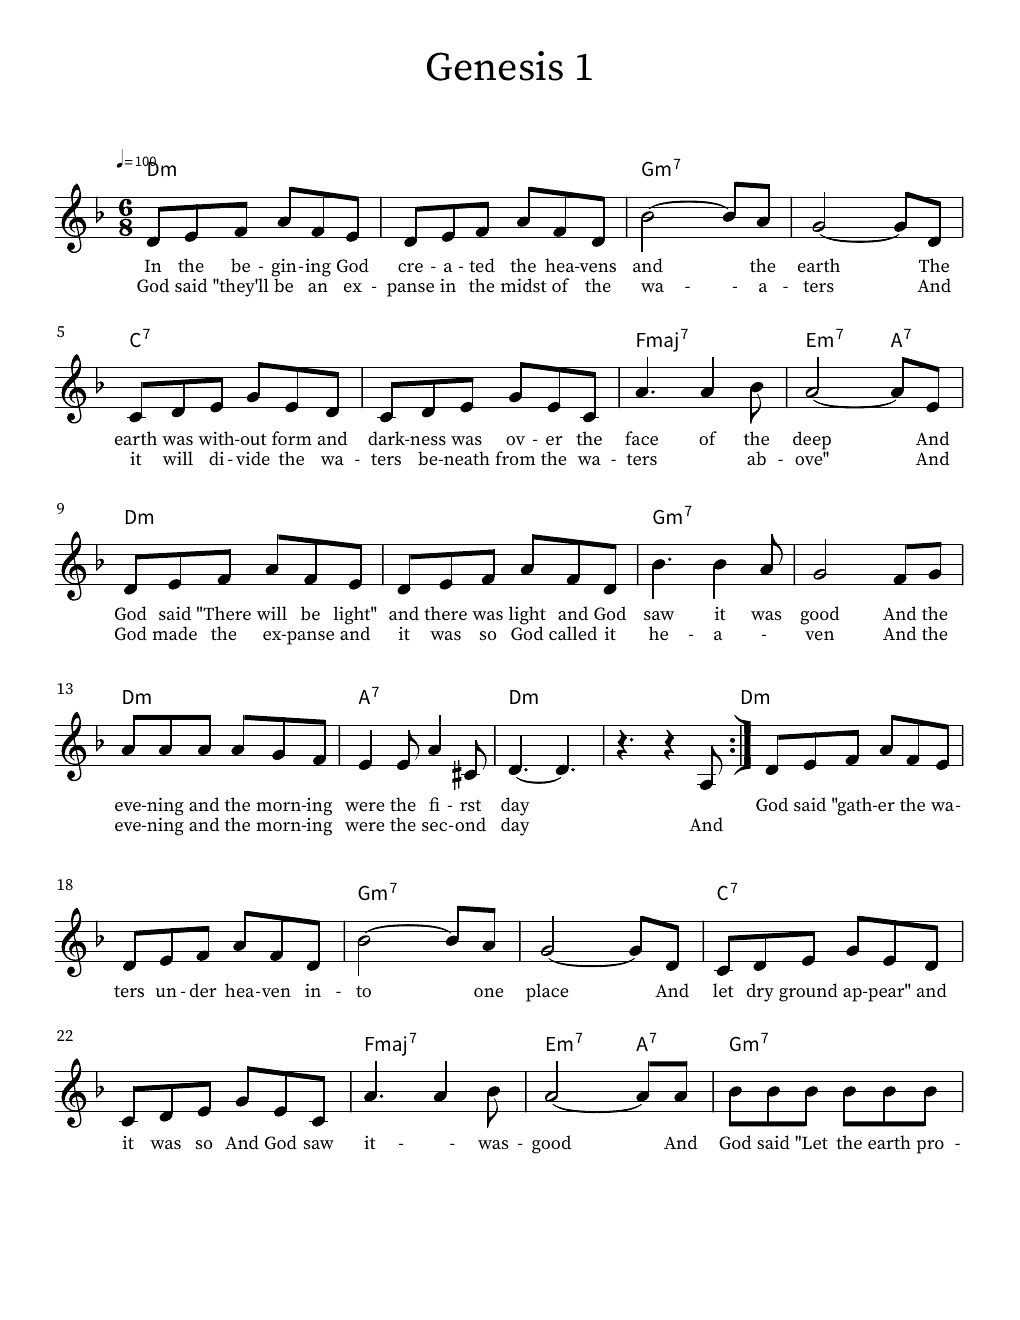 Genesis 1
♩=100
Dm Gm7
6
8
In the be - gin-ing God cre - a - ted the hea-vens and the earth The
God said "they'll be an ex - panse in the midst of the wa - - a - ters And
5
C7 Fmaj7 Em7 A7
earth was with-out form and dark-ness was ov - er the face of the deep And
it will di - vide the wa - ters be-neath from the wa - ters ab - ove" And
9
Dm Gm7
God said "There will be light" and there was light and God saw it was good And the
God made the ex-panse and it was so God called it he - a - ven And the
13
Dm A7 Dm Dm
eve-ning and the morn-ing were the fi - rst day God said "gath-er the wa-
eve-ning and the morn-ing were the sec-ond day And
18
Gm7 C7
ters un - der hea-ven in - to one place And let dry ground ap-pear" and
22
Fmaj7 Em7 A7 Gm7
it was so And God saw it - - was - good And God said "Let the earth pro -